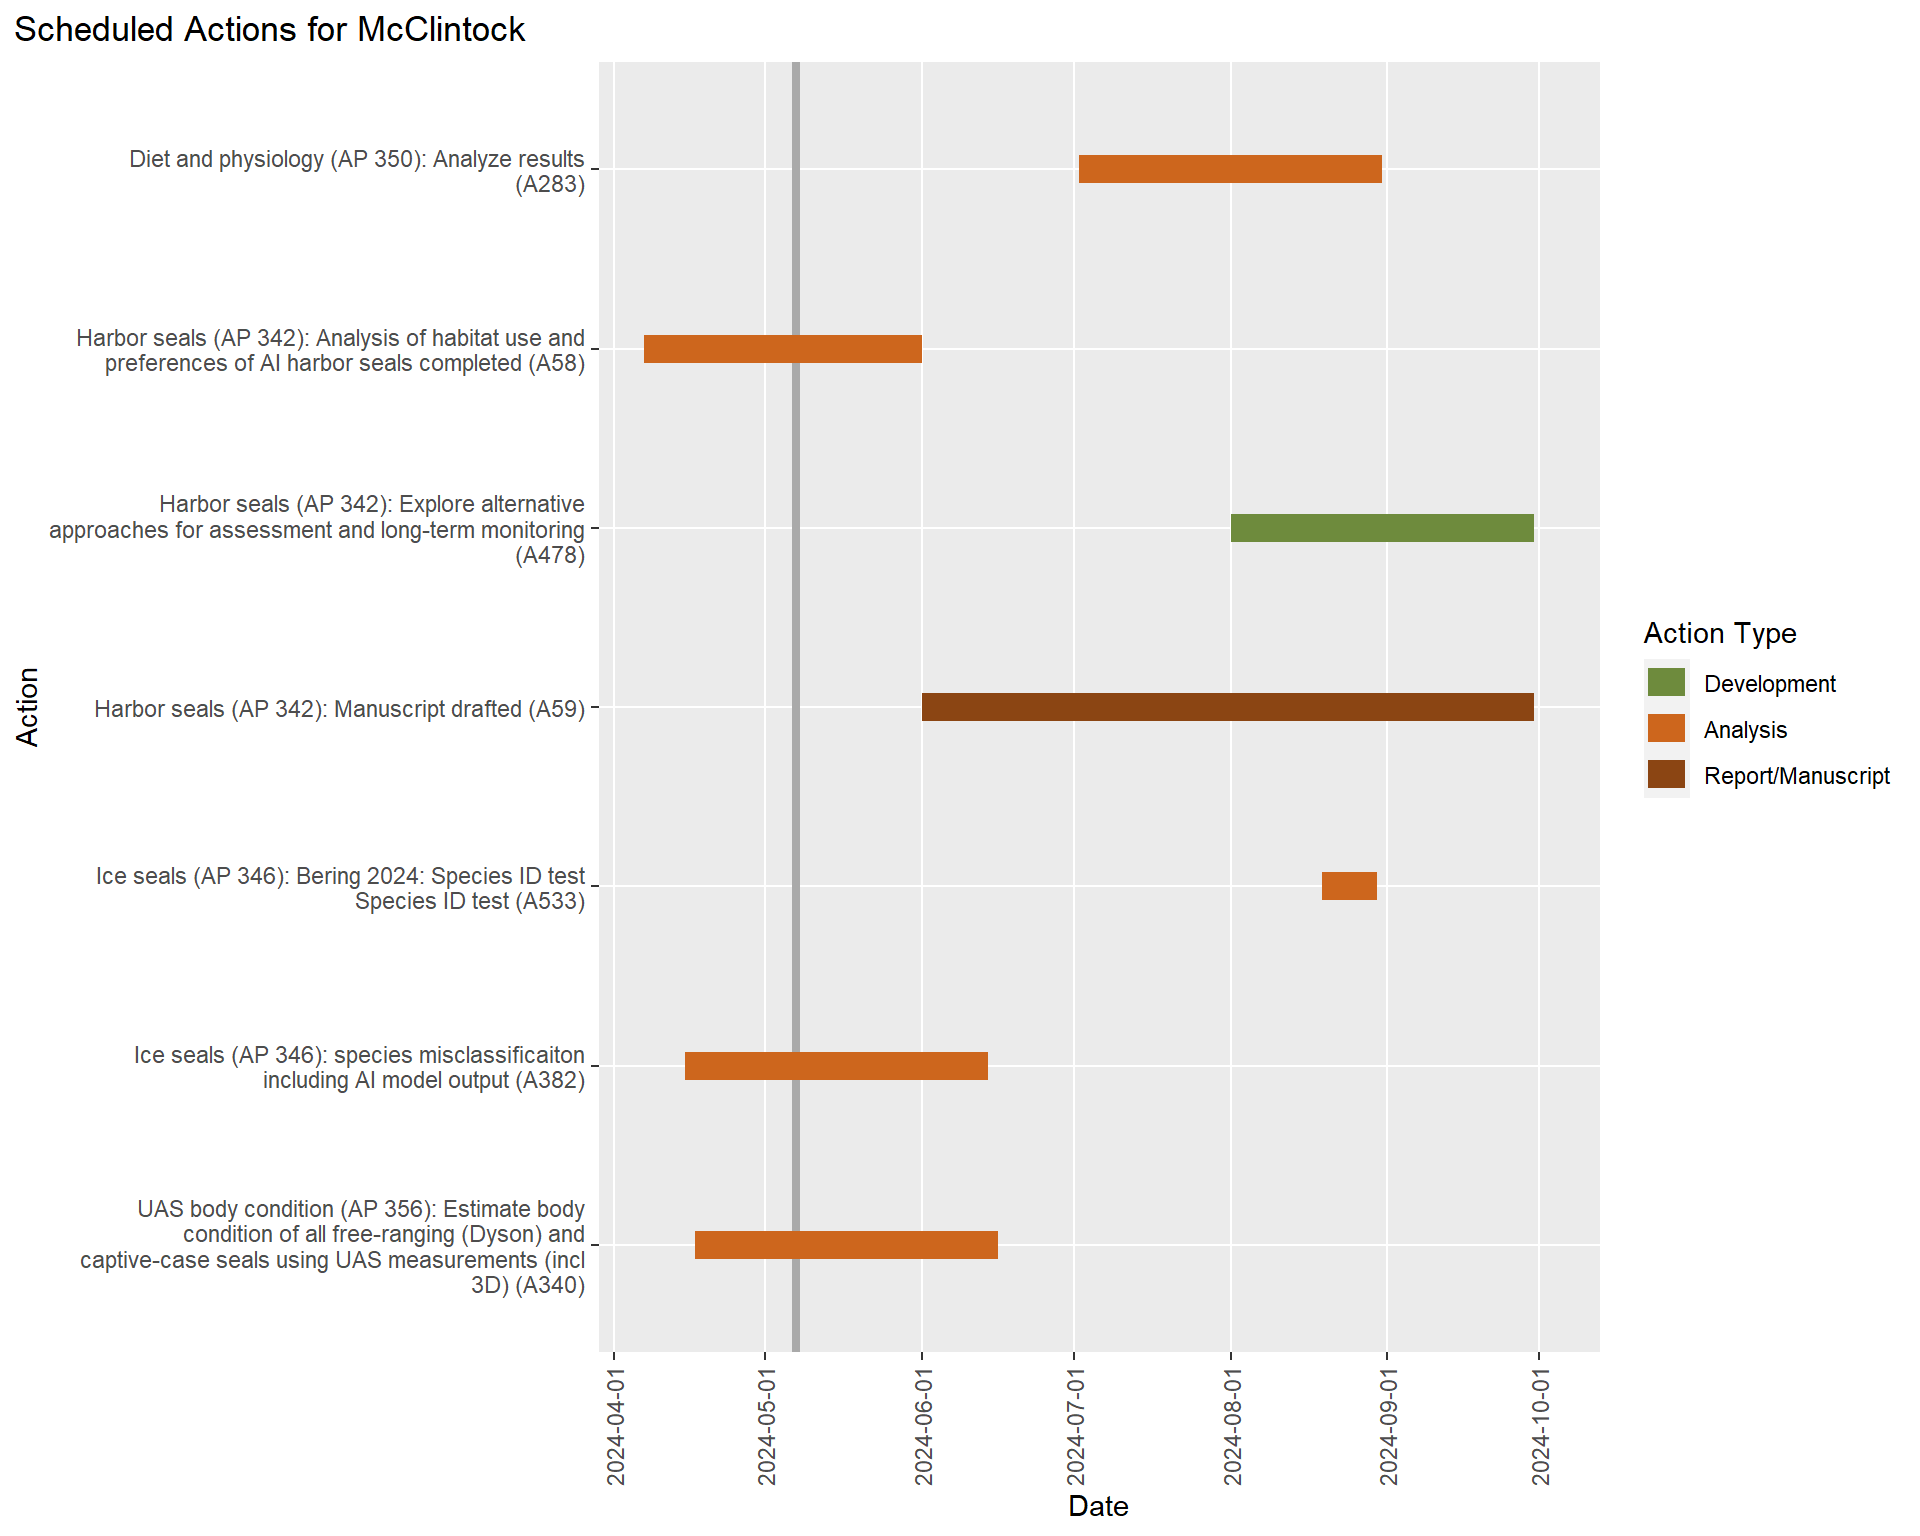 Scheduled Actions for McClintock
Diet and physiology (AP 350): Analyze results
(A283)
Harbor seals (AP 342): Analysis of habitat use and
preferences of AI harbor seals completed (A58)
Harbor seals (AP 342): Explore alternative
approaches for assessment and long-term monitoring
(A478)
Harbor seals (AP 342): Manuscript drafted (A59)
Ice seals (AP 346): Bering 2024: Species ID test
Species ID test (A533)
Ice seals (AP 346): species misclassificaiton
including AI model output (A382)
UAS body condition (AP 356): Estimate body
condition of all free-ranging (Dyson) and
captive-case seals using UAS measurements (incl
3D) (A340)
Action
2024-04-01
2024-05-01
2024-06-01
2024-07-01
2024-08-01
2024-09-01
2024-10-01
Date
Action Type
Development
Analysis
Report/Manuscript